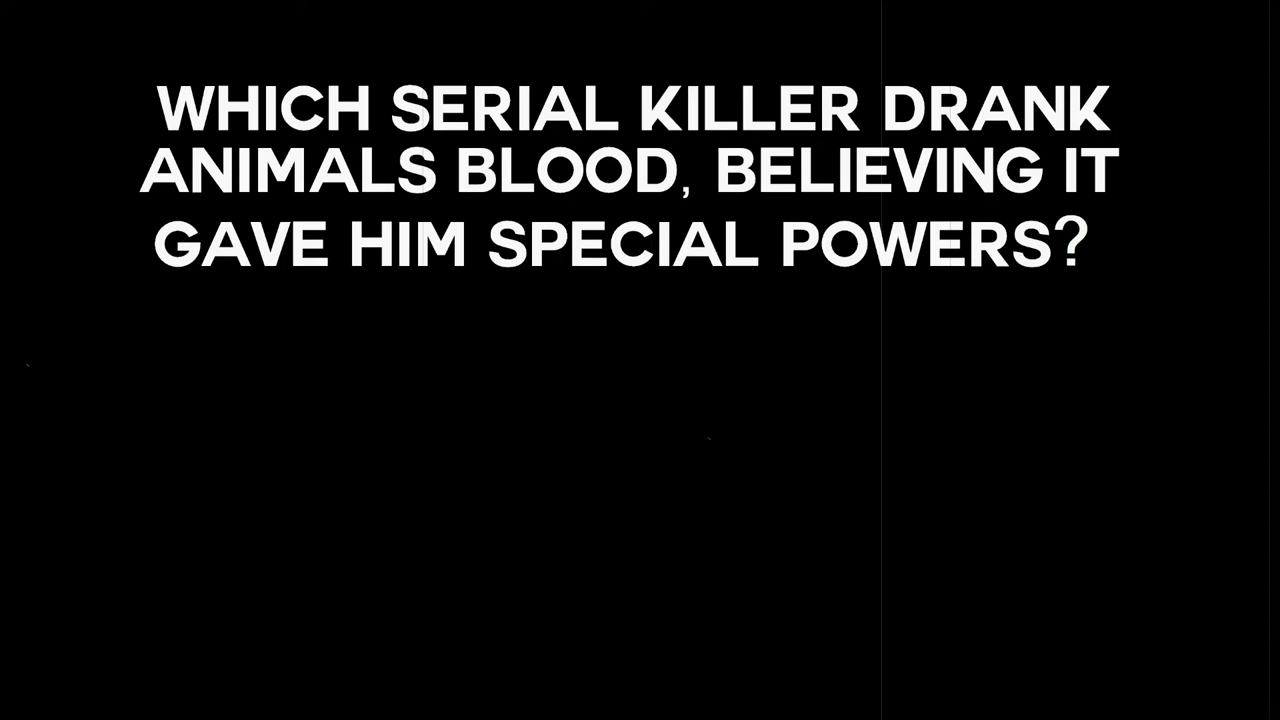 WHICH SERIAL KILLER DRANK
ANIMALS BLOOD, BELIEVING IT
GAVE HIM SPECIAL POWERS?